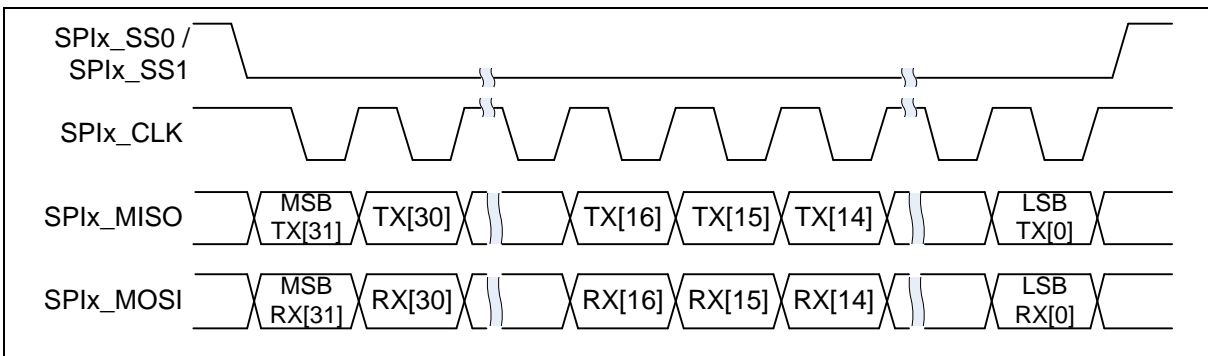 SPIx_SS0 /
SPIx_SS1
SPIx_CLK
SPIx_MISO
MSB
TX[31]
TX[30]
TX[16]
TX[15]
TX[14]
LSB
TX[0]
SPIx_MOSI
MSB
RX[31]
RX[30]
RX[16]
RX[15]
RX[14]
LSB
RX[0]